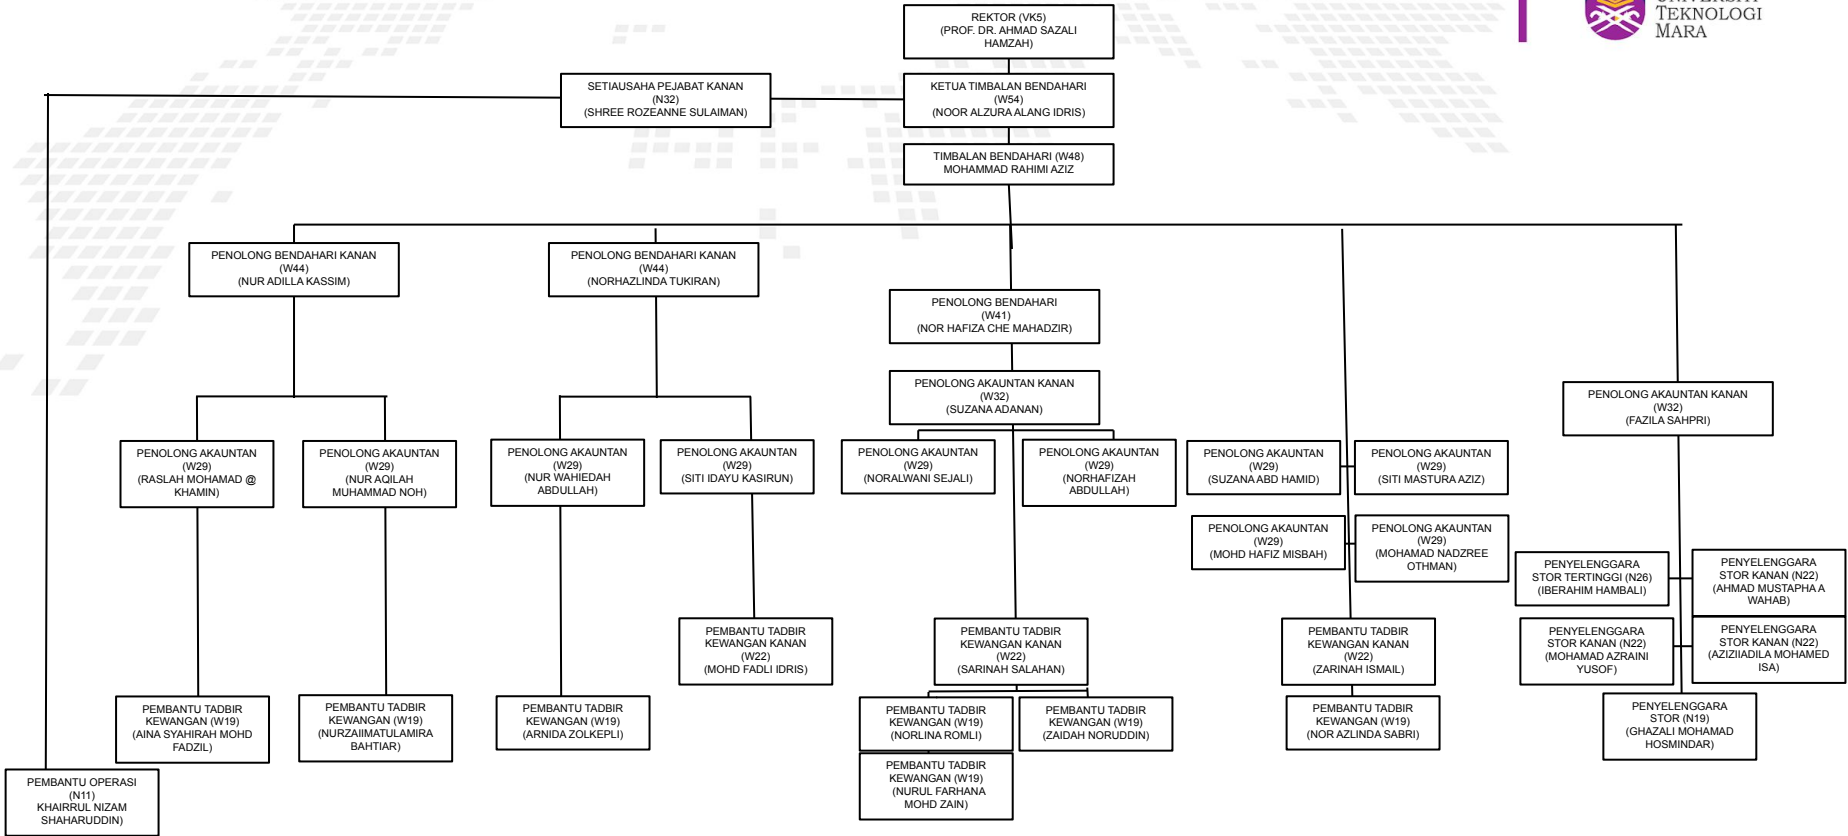 REKTOR (VK5)
(PROF. DR. AHMAD SAZALI
HAMZAH)
TEKNOLOGI
MARA
SETIAUSAHA PEJABAT KANAN
(N32)
(SHREE ROZEANNE SULAIMAN)
KETUA TIMBALAN BENDAHARI
(W54)
(NOOR ALZURA ALANG IDRIS)
TIMBALAN BENDAHARI (W48)
MOHAMMAD RAHIMI AZIZ
PENOLONG BENDAHARI KANAN
(W44)
(NUR ADILLA KASSIM)
PENOLONG BENDAHARI KANAN
(W44)
(NORHAZLINDA TUKIRAN)
PENOLONG BENDAHARI
(W41)
(NOR HAFIZA CHE MAHADZIR)
PENOLONG AKAUNTAN KANAN
(W32)
(SUZANA ADANAN)
PENOLONG AKAUNTAN KANAN
(W32)
(FAZILA SAHPRI)
PENOLONG AKAUNTAN
(W29)
(RASLAH MOHAMAD @
KHAMIN)
PENOLONG AKAUNTAN
(W29)
(NUR AQILAH
MUHAMMAD NOH)
PENOLONG AKAUNTAN
(W29)
(NUR WAHIEDAH
ABDULLAH)
PENOLONG AKAUNTAN
(W29)
(SITI IDAYU KASIRUN)
PENOLONG AKAUNTAN
(W29)
(NORALWANI SEJALI)
PENOLONG AKAUNTAN
(W29)
(NORHAFIZAH
ABDULLAH)
PENOLONG AKAUNTAN
(W29)
(SUZANA ABD HAMID)
PENOLONG AKAUNTAN
(W29)
(SITI MASTURA AZIZ)
PENOLONG AKAUNTAN
(W29)
(MOHD HAFIZ MISBAH)
PENOLONG AKAUNTAN
(W29)
(MOHAMAD NADZREE
OTHMAN)
PENYELENGGARA
STOR TERTINGGI (N26)
(IBERAHIM HAMBALI)
PENYELENGGARA
STOR KANAN (N22)
(AHMAD MUSTAPHA A
WAHAB)
PEMBANTU TADBIR
KEWANGAN KANAN
(W22)
(MOHD FADLI IDRIS)
PEMBANTU TADBIR
KEWANGAN KANAN
(W22)
(SARINAH SALAHAN)
PEMBANTU TADBIR
KEWANGAN KANAN
(W22)
(ZARINAH ISMAIL)
PENYELENGGARA
STOR KANAN (N22)
(MOHAMAD AZRAINI
YUSOF)
PENYELENGGARA
STOR KANAN (N22)
(AZIZIIADILA MOHAMED
ISA)
PEMBANTU TADBIR
KEWANGAN (W19)
(AINA SYAHIRAH MOHD
FADZIL)
PEMBANTU TADBIR
KEWANGAN (W19)
(NURZAIIMATULAMIRA
BAHTIAR)
PEMBANTU TADBIR
KEWANGAN (W19)
(ARNIDA ZOLKEPLI)
PEMBANTU TADBIR
KEWANGAN (W19)
(NORLINA ROMLI)
PEMBANTU TADBIR
KEWANGAN (W19)
(ZAIDAH NORUDDIN)
PEMBANTU TADBIR
KEWANGAN (W19)
(NOR AZLINDA SABRI)
PENYELENGGARA
STOR (N19)
(GHAZALI MOHAMAD
HOSMINDAR)
PEMBANTU TADBIR
KEWANGAN (W19)
(NURUL FARHANA
MOHD ZAIN)
PEMBANTU OPERASI
(N11)
KHAIRRUL NIZAM
SHAHARUDDIN)